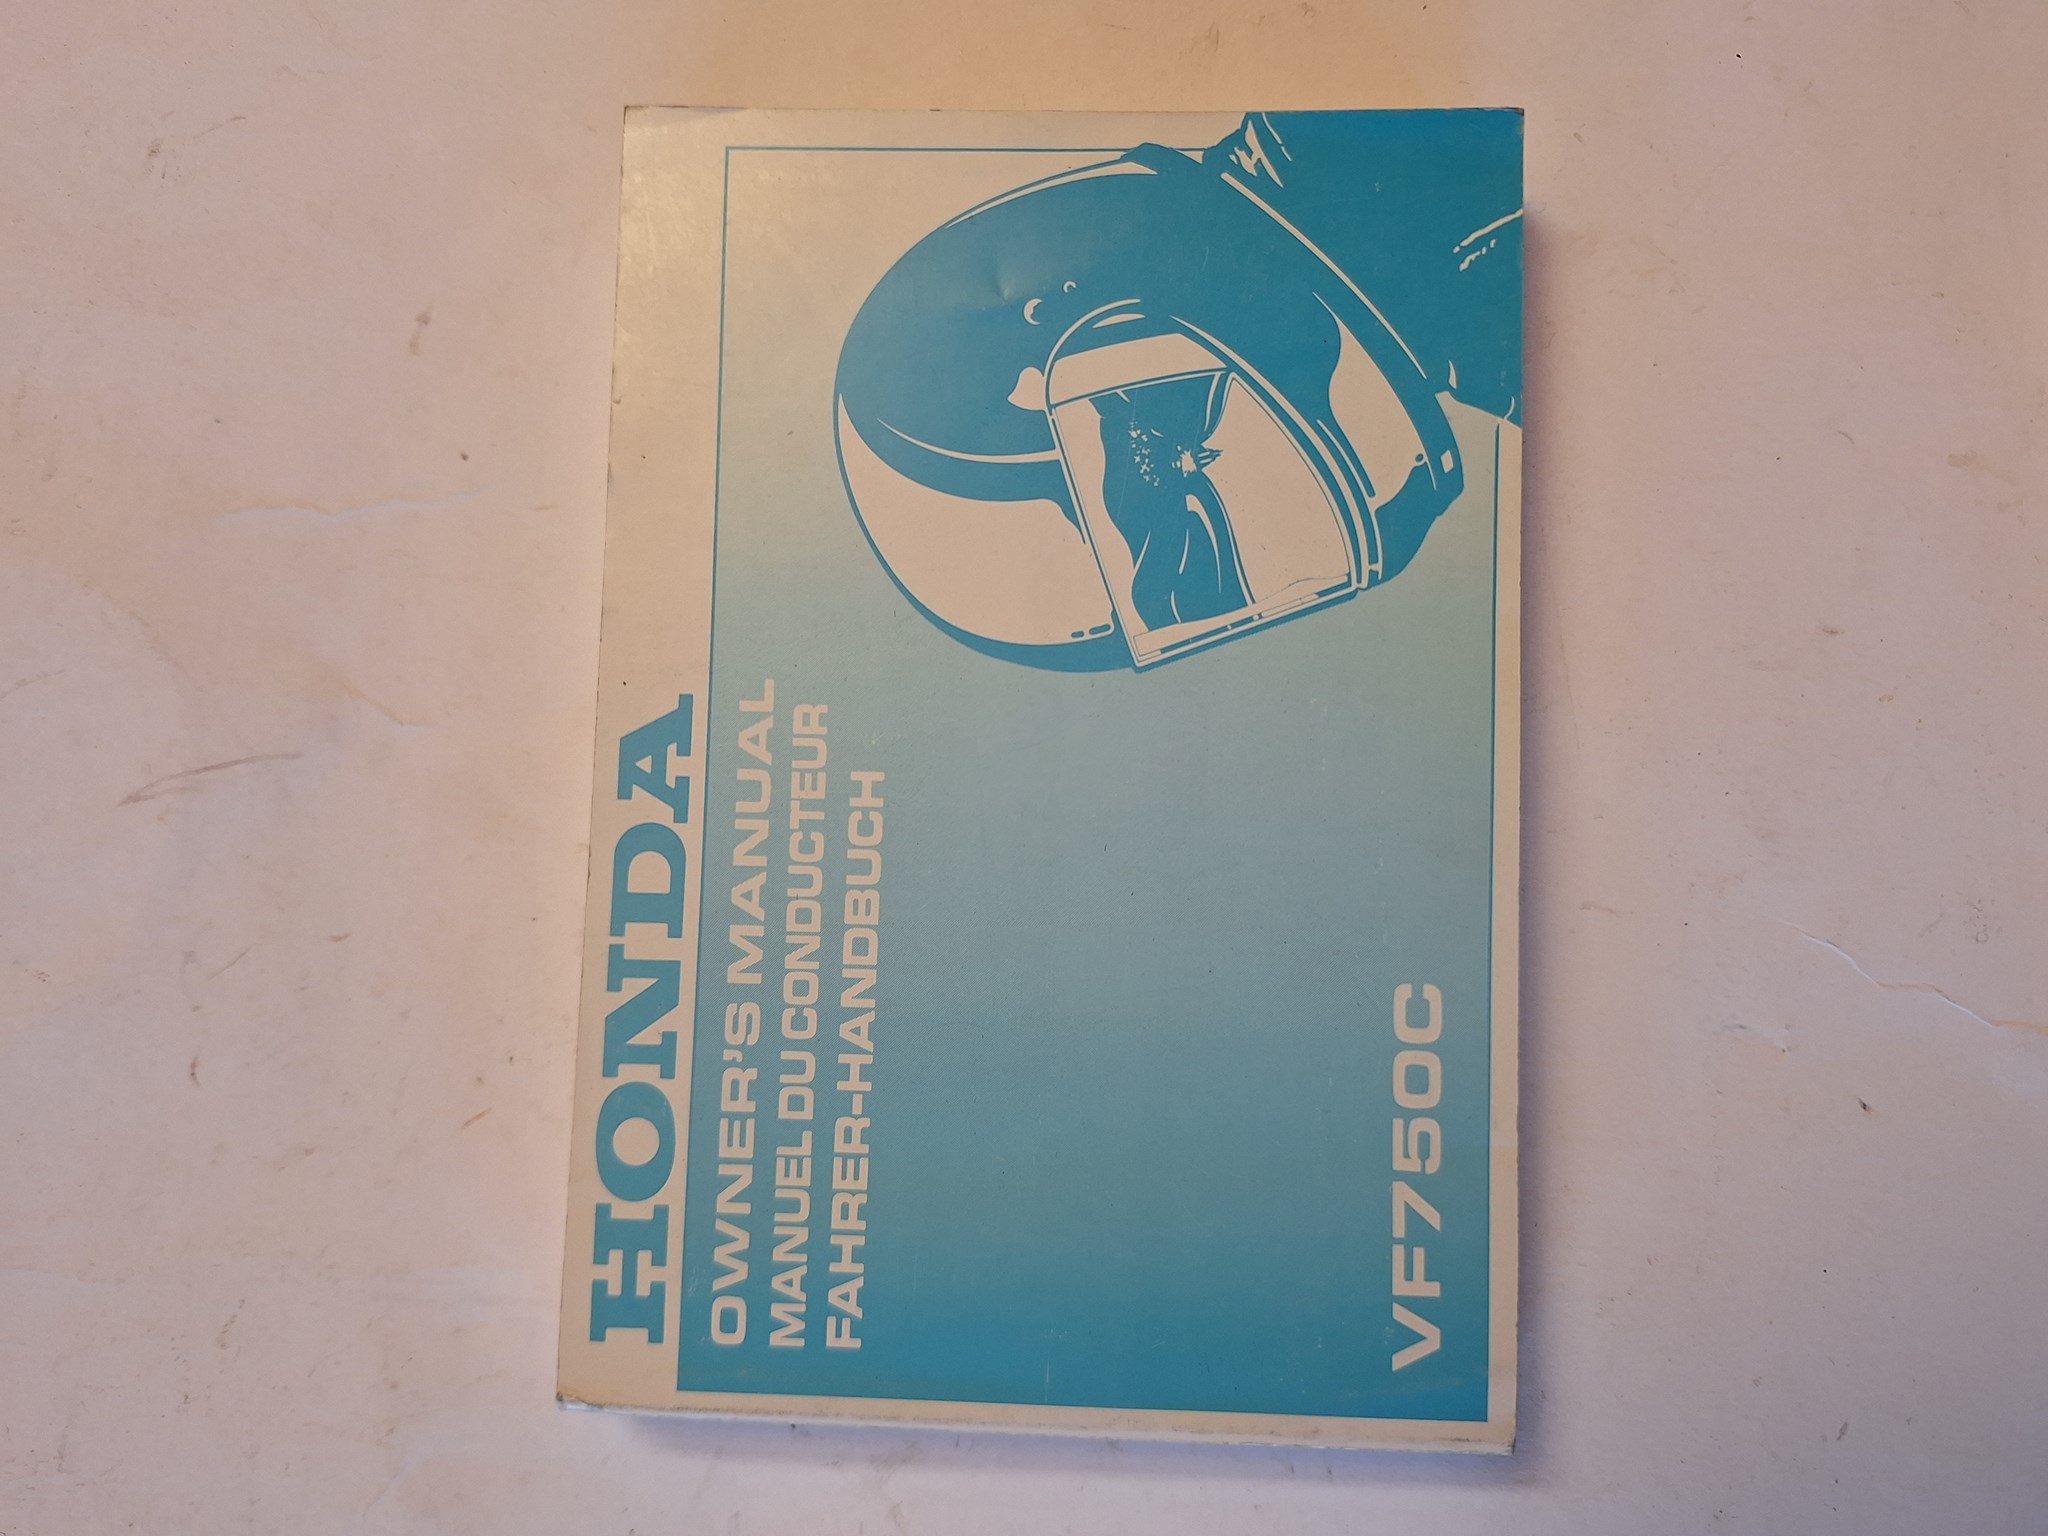 HONDA
OWNER'S MANUAL
MANUEL DU CONDUCTEUR
FAHRER-HANDBUCH
VF750C